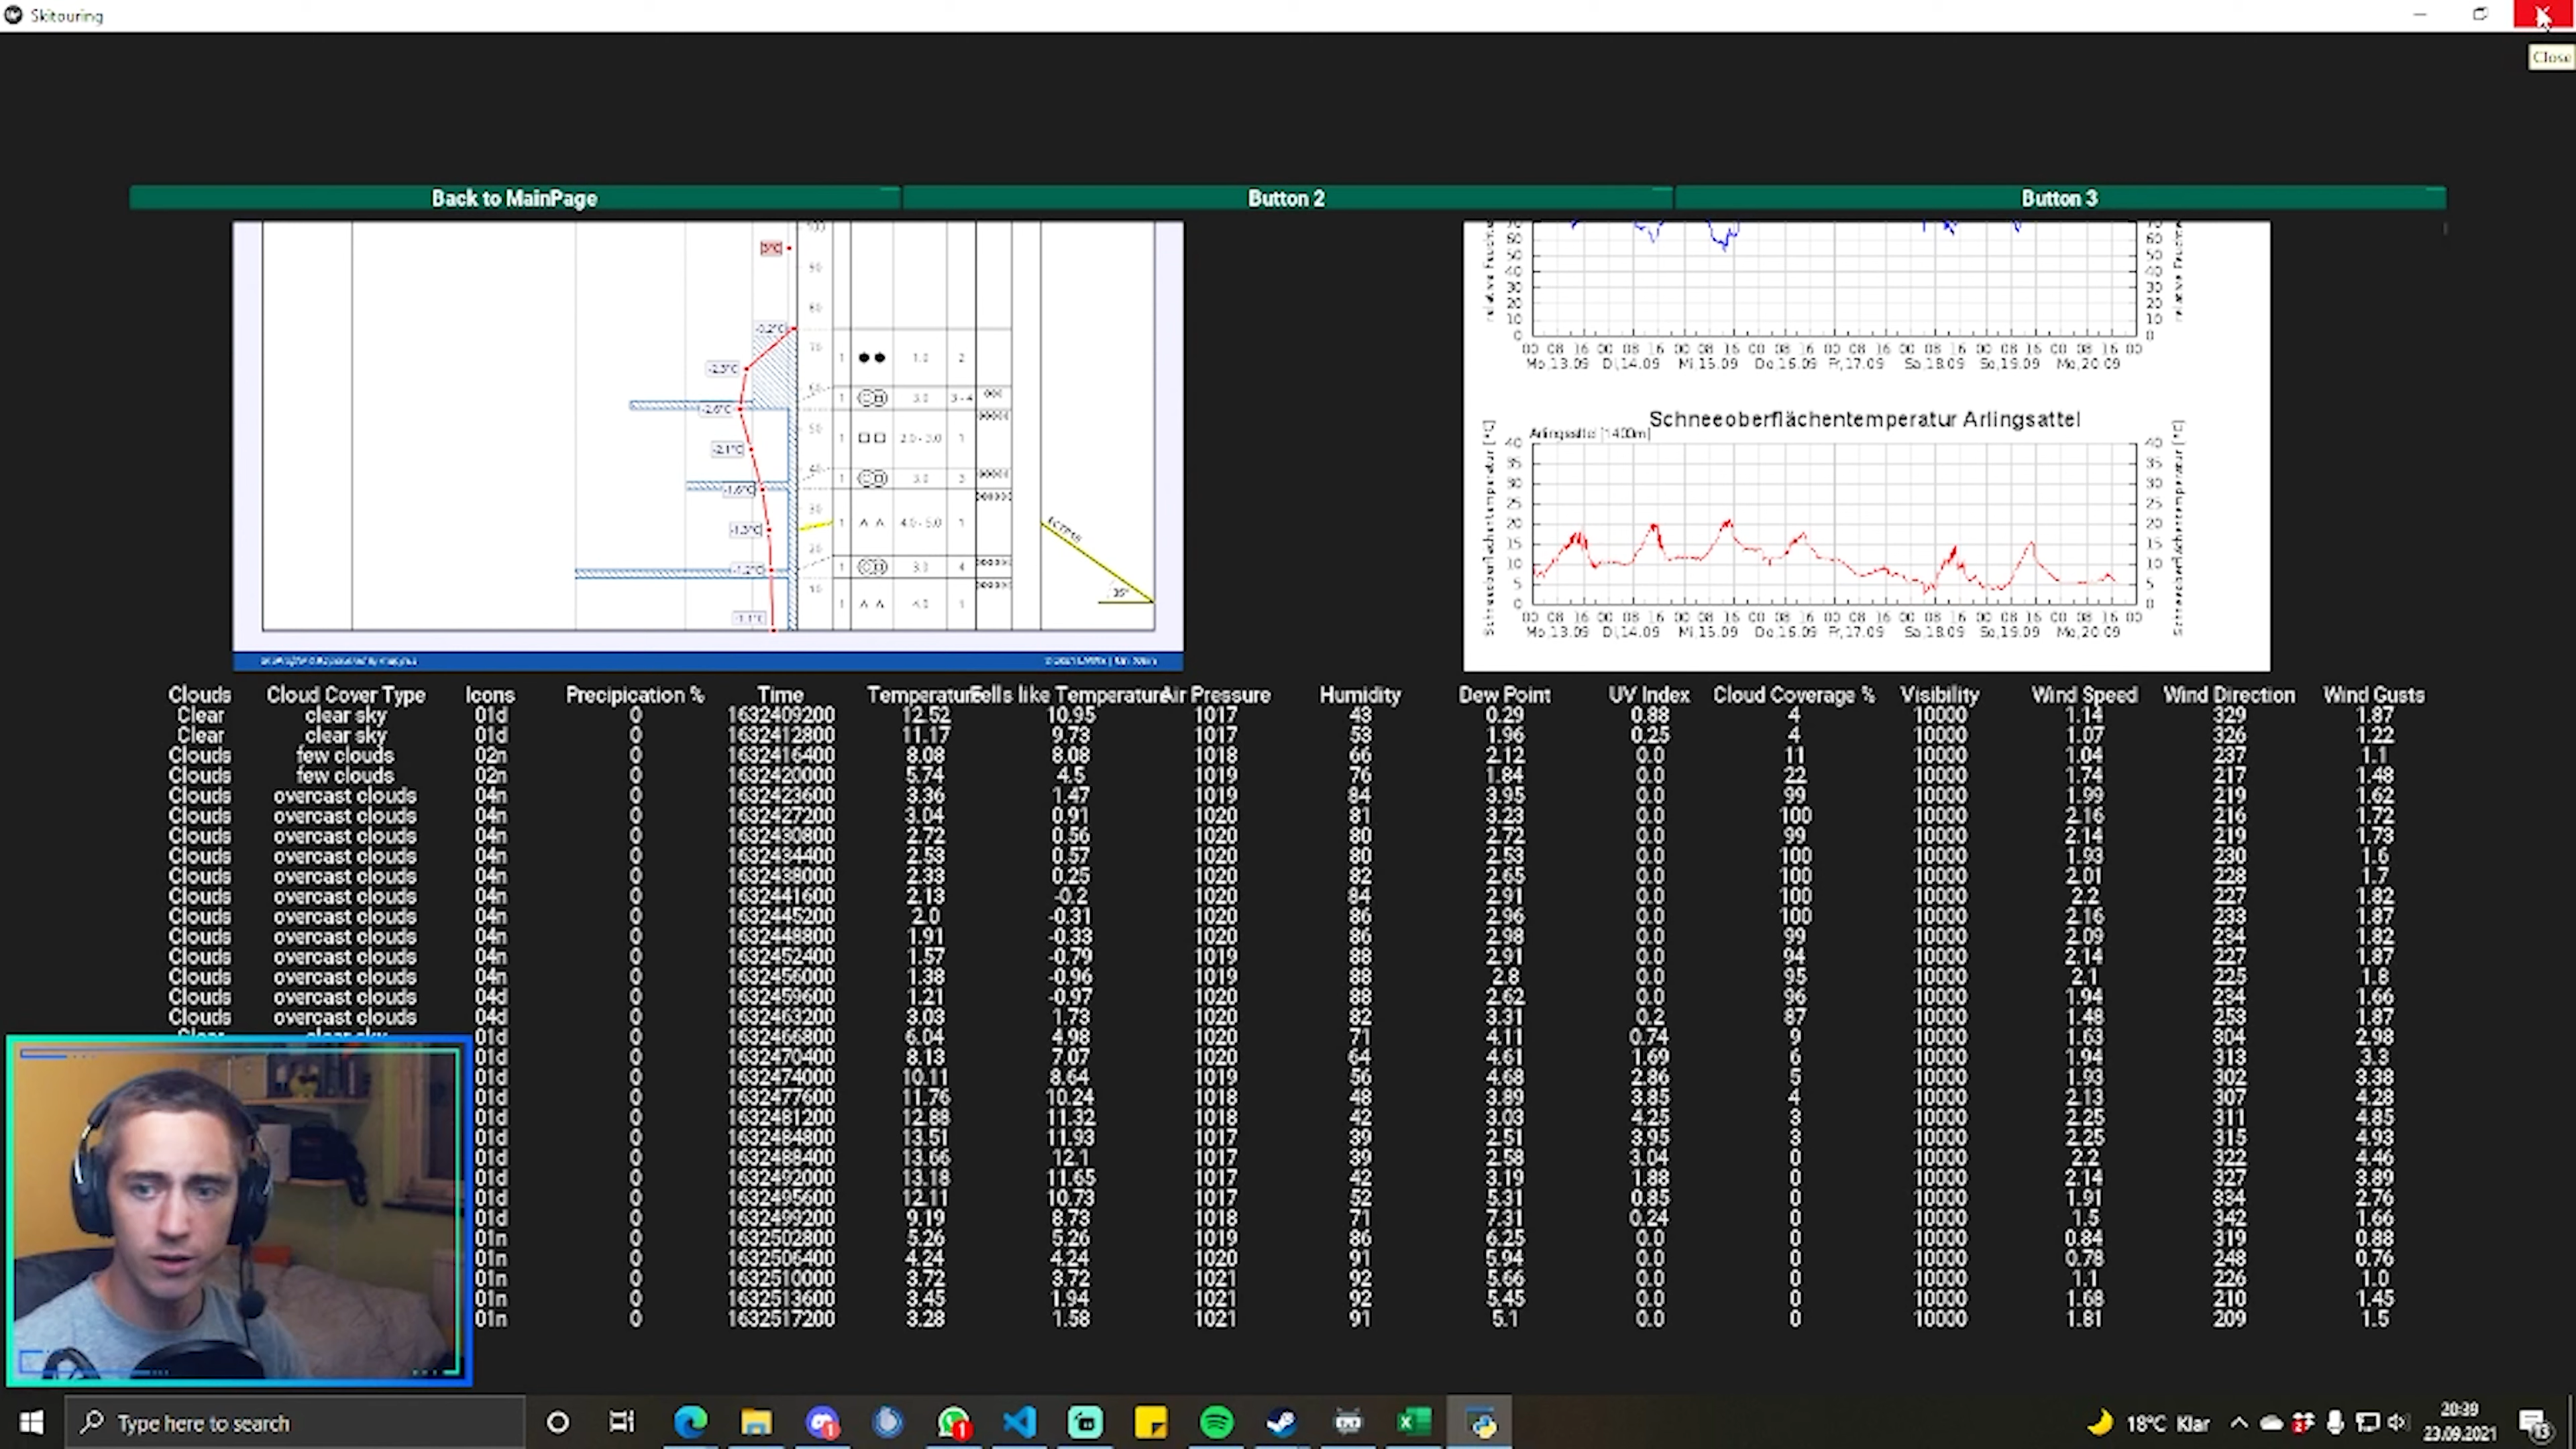 Skitouring
Close
Back to MainPage Button 2 Button 3
Schneeoberflächentemperatur Arlingsattel
Arlingsattel [1400m]
Mo,13.09 Di,14.09 Mi,15.09 Do,16.09 Fr,17.09 Sa,18.09 So,19.09 Mo,20.09
Clouds Cloud Cover Type Icons Precipication % Time Temperature Fells like Temperature Air Pressure Humidity Dew Point UV Index Cloud Coverage % Visibility Wind Speed Wind Direction Wind Gusts
Clear clear sky 01d 0 1632409200 12.52 10.95 1017 43 0.29 0.88 4 10000 1.14 329 1.87
Clear clear sky 01d 0 1632412800 11.17 9.73 1017 53 1.96 0.25 4 10000 1.07 326 1.22
Clouds few clouds 02n 0 1632416400 8.08 8.08 1018 66 2.12 0.0 11 10000 1.04 237 1.1
Clouds few clouds 02n 0 1632420000 5.74 4.5 1019 76 1.84 0.0 22 10000 1.74 217 1.48
Clouds overcast clouds 04n 0 1632423600 3.36 1.47 1019 84 3.95 0.0 99 10000 1.99 219 1.62
Clouds overcast clouds 04n 0 1632427200 3.04 0.91 1020 81 3.23 0.0 100 10000 2.16 216 1.72
Clouds overcast clouds 04n 0 1632430800 2.72 0.56 1020 80 2.72 0.0 99 10000 2.14 219 1.73
Clouds overcast clouds 04n 0 1632434400 2.53 0.57 1020 80 2.53 0.0 100 10000 1.93 230 1.6
Clouds overcast clouds 04n 0 1632438000 2.33 0.25 1020 82 2.65 0.0 100 10000 2.01 228 1.7
Clouds overcast clouds 04n 0 1632441600 2.13 -0.2 1020 84 2.91 0.0 100 10000 2.2 227 1.82
Clouds overcast clouds 04n 0 1632445200 2.0 -0.31 1020 86 2.96 0.0 100 10000 2.16 233 1.87
Clouds overcast clouds 04n 0 1632448800 1.91 -0.33 1020 86 2.98 0.0 99 10000 2.09 234 1.82
Clouds overcast clouds 04n 0 1632452400 1.57 -0.79 1019 88 2.91 0.0 94 10000 2.14 227 1.87
Clouds overcast clouds 04n 0 1632456000 1.38 -0.96 1019 88 2.8 0.0 95 10000 2.1 225 1.8
Clouds overcast clouds 04d 0 1632459600 1.21 -0.97 1020 88 2.62 0.0 96 10000 1.94 234 1.66
Clouds overcast clouds 04d 0 1632463200 3.03 1.73 1020 82 3.31 0.2 87 10000 1.48 253 1.87
01d 0 1632466800 6.04 4.98 1020 71 4.11 0.74 9 10000 1.63 304 2.98
01d 0 1632470400 8.13 7.07 1020 64 4.61 1.69 6 10000 1.94 313 3.3
01d 0 1632474000 10.11 8.64 1019 56 4.68 2.86 5 10000 1.93 302 3.38
01d 0 1632477600 11.76 10.24 1018 48 3.89 3.85 4 10000 2.13 307 4.28
01d 0 1632481200 12.88 11.32 1018 42 3.03 4.25 3 10000 2.25 311 4.85
01d 0 1632484800 13.51 11.93 1017 39 2.51 3.95 3 10000 2.25 315 4.93
01d 0 1632488400 13.66 12.1 1017 39 2.58 3.04 0 10000 2.2 322 4.46
01d 0 1632492000 13.18 11.65 1017 42 3.19 1.88 0 10000 2.14 327 3.89
01d 0 1632495600 12.11 10.73 1017 52 5.31 0.85 0 10000 1.91 334 2.76
01d 0 1632499200 9.19 8.73 1018 71 7.31 0.24 0 10000 1.5 342 1.66
01n 0 1632502800 5.26 5.26 1019 86 6.25 0.0 0 10000 0.84 319 0.88
01n 0 1632506400 4.24 4.24 1020 91 5.94 0.0 0 10000 0.78 248 0.76
01n 0 1632510000 3.72 3.72 1021 92 5.66 0.0 0 10000 1.1 226 1.0
01n 0 1632513600 3.45 1.94 1021 92 5.45 0.0 0 10000 1.68 210 1.45
01n 0 1632517200 3.28 1.58 1021 91 5.1 0.0 0 10000 1.81 209 1.5
Type here to search
18°C Klar
20:39
23.09.2021
13